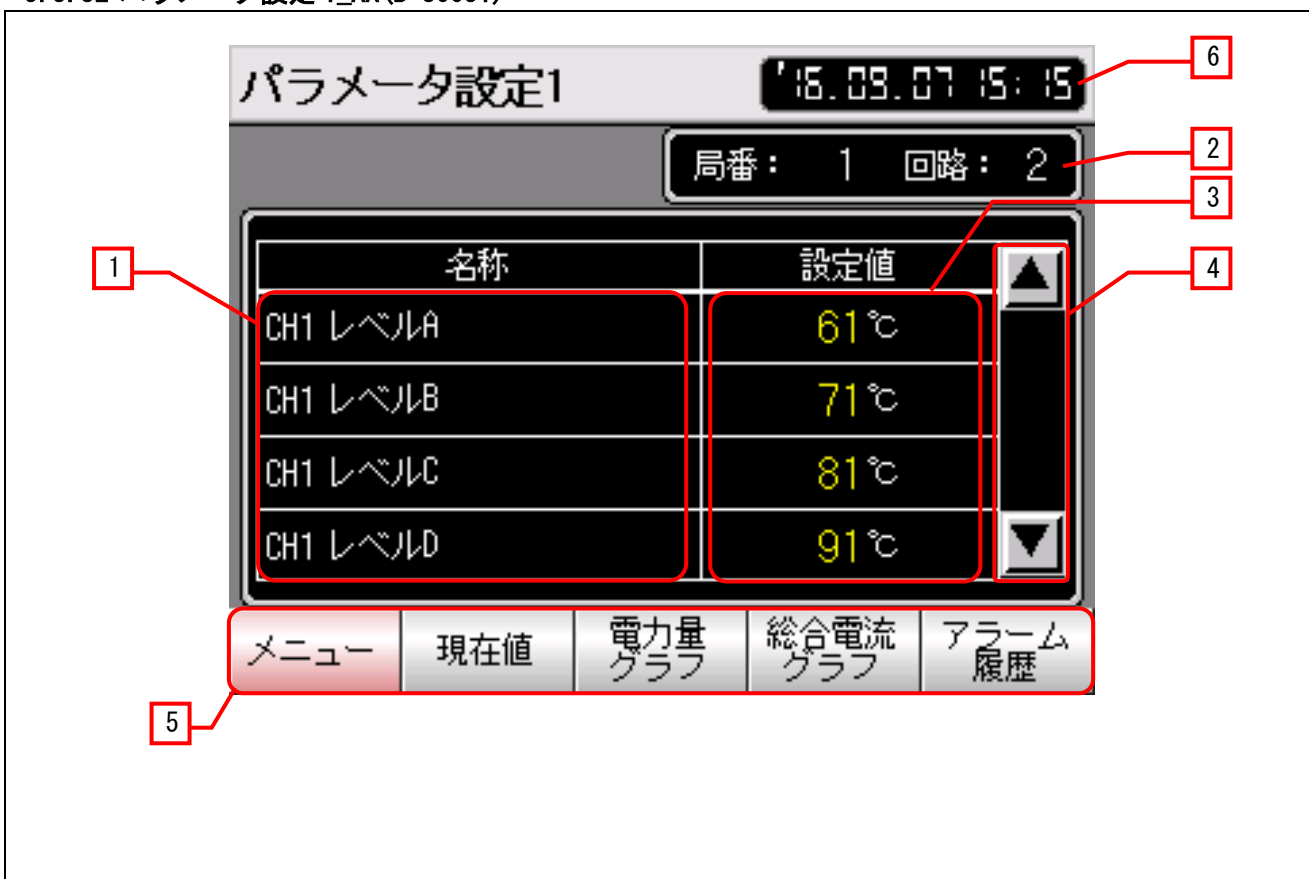 パラメータ設定1
'16.09.07 15:15
6
局番： 1 回路： 2
2
3
名称 設定値
1
4
CH1 レベルA 61℃
CH1 レベルB 71℃
CH1 レベルC 81℃
CH1 レベルD 91℃
メニュー 現在値 電力量グラフ 総合電流グラフ アラーム履歴
5